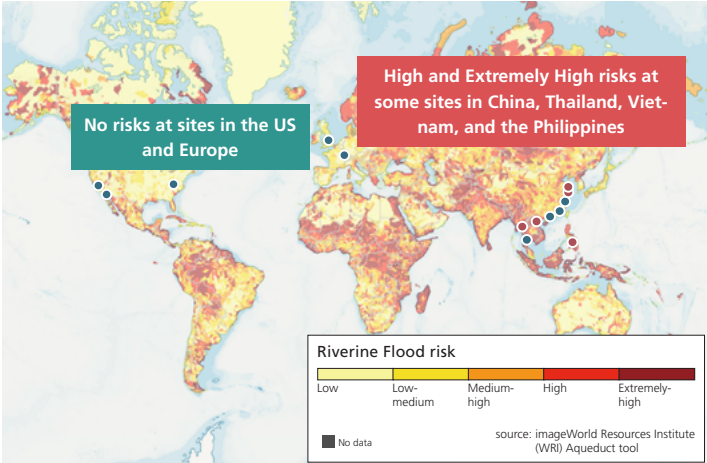 High and Extremely High risks at
some sites in China, Thailand, Viet-
nam, and the Philippines
No risks at sites in the US
and Europe
Riverine Flood risk
Low
Low-
medium
Medium-
high
High
Extremely-
high
No data
source: imageWorld Resources Institute
(WRI) Aqueduct tool